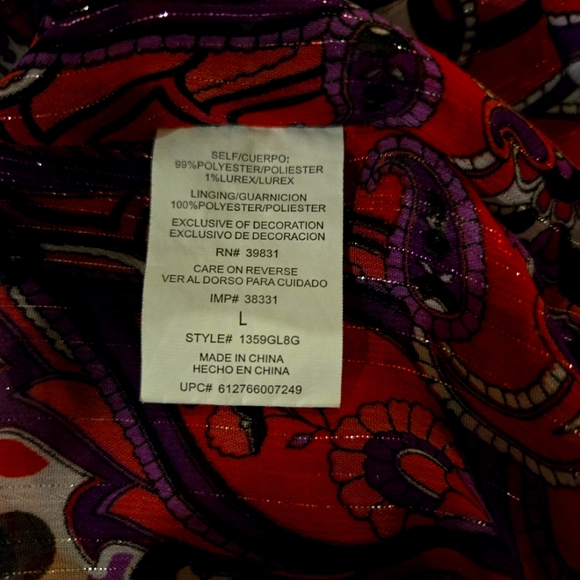 SELF/CUERPO:
99%POLYESTER/POLIESTER
1%LUREX/LUREX
LINGING/GUARNICION
100%POLYESTER/POLIESTER
EXCLUSIVE OF DECORATION
EXCLUSIVO DE DECORACION
RN# 39831
CARE ON REVERSE
VER AL DORSO PARA CUIDADO
IMP# 38331
L
STYLE# 1359GL8G
MADE IN CHINA
HECHO EN CHINA
UPC# 612766007249